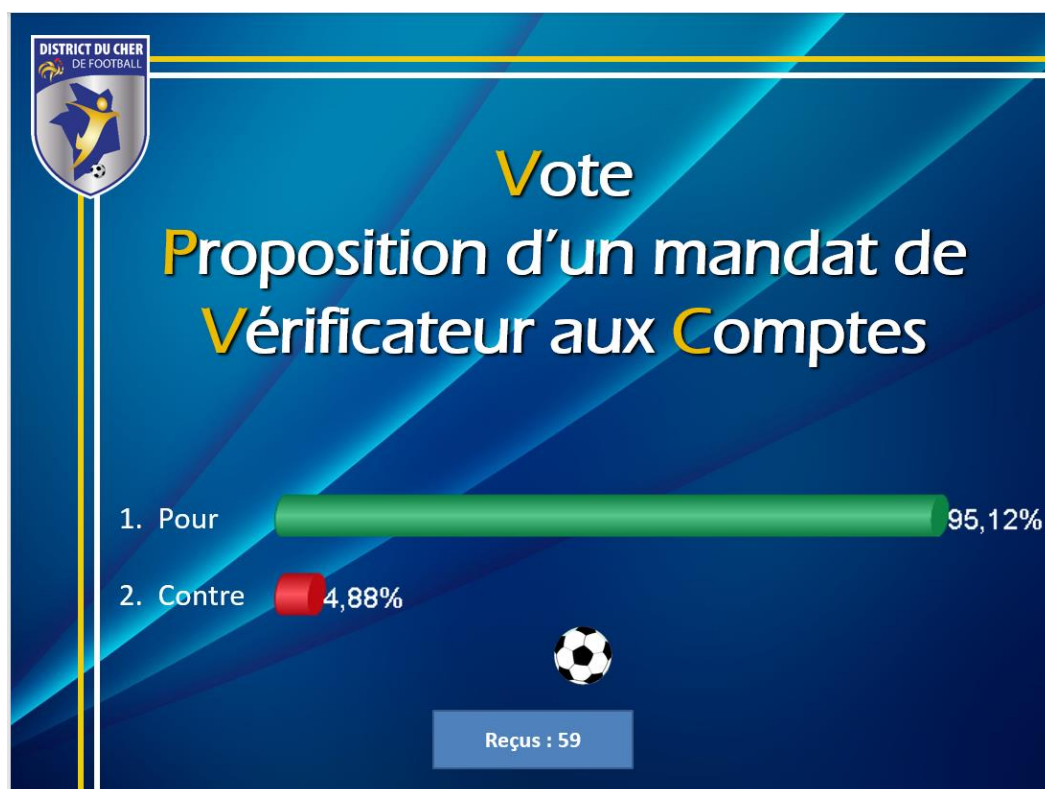 DISTRICT DU CHER
DE FOOTBALL
Vote
Proposition d'un mandat de
Vérificateur aux Comptes
1. Pour 95,12%
2. Contre 4,88%
Reçus : 59